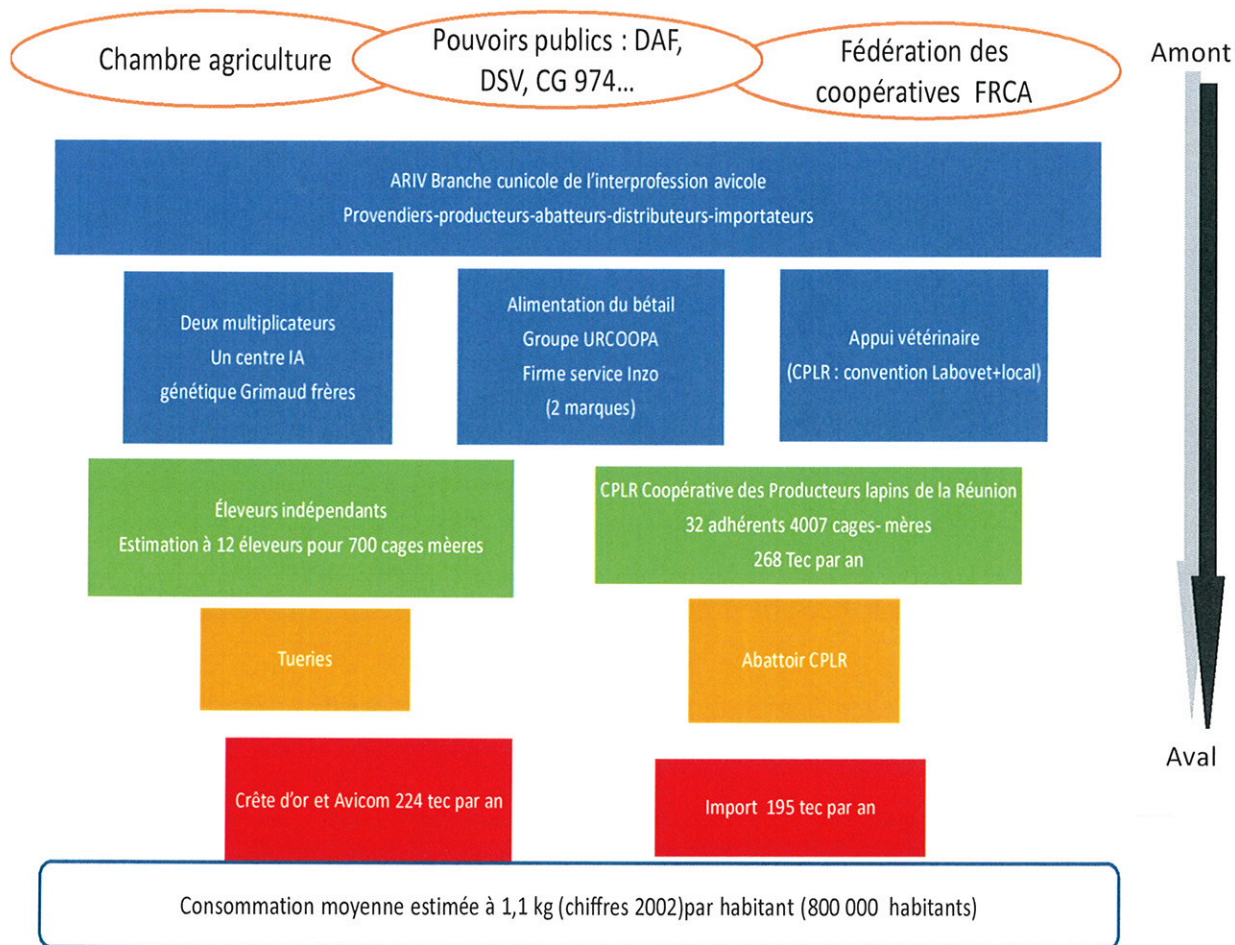 Chambre agriculture
Pouvoirs publics : DAF,
DSV, CG 974...
Fédération des
coopératives FRCA
Amont
ARIV Branche cunicole de l'interprofession avicole
Provendiers-producteurs-abatteurs-distributeurs-importateurs
Deux multiplicateurs
Un centre IA
génétique Grimaud frères
Alimentation du bétail
Groupe URCOOPA
Firme service Inzo
(2 marques)
Appui vétérinaire
(CPLR : convention Labovet+local)
Éleveurs indépendants
Estimation à 12 éleveurs pour 700 cages mèeres
CPLR Coopérative des Producteurs lapins de la Réunion
32 adhérents 4007 cages- mères
268 Tec par an
Tueries
Abattoir CPLR
Aval
Crête d'or et Avicom 224 tec par an
Import 195 tec par an
Consommation moyenne estimée à 1,1 kg (chiffres 2002)par habitant (800 000 habitants)